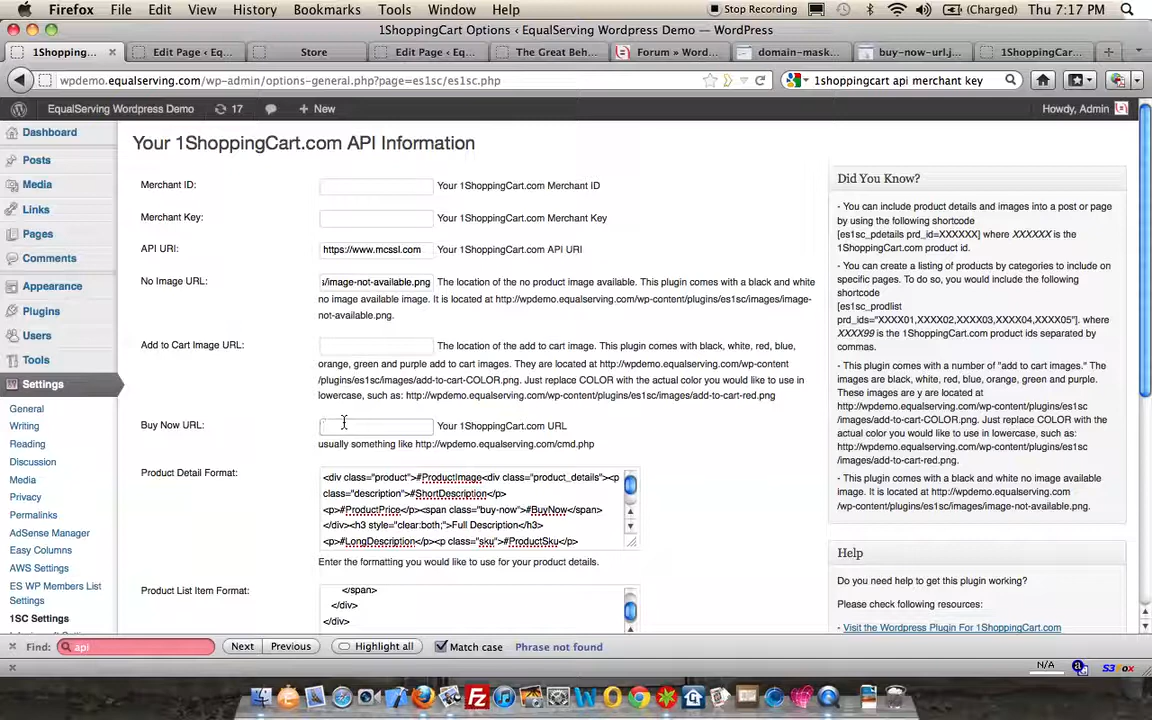 Firefox File Edit View History Bookmarks Tools Window Help Stop Recording (Charged) Thu 7:17 PM
1ShoppingCart Options ‹ EqualServing Wordpress Demo — WordPress
1Shopping... Edit Page ‹ Eq... Store Edit Page ‹ Eq... The Great Beh... Forum » Word... domain-mask... buy-now-url.j... 1ShoppingCar...
wpdemo.equalserving.com/wp-admin/options-general.php?page=es1sc/es1sc.php 1shoppingcart api merchant key
EqualServing Wordpress Demo 17 + New Howdy, Admin
Dashboard
Posts
Media
Links
Pages
Comments
Appearance
Plugins
Users
Tools
Settings
General
Writing
Reading
Discussion
Media
Privacy
Permalinks
AdSense Manager
Easy Columns
AWS Settings
ES WP Members List
Settings
1SC Settings
Your 1ShoppingCart.com API Information
Merchant ID: Your 1ShoppingCart.com Merchant ID
Merchant Key: Your 1ShoppingCart.com Merchant Key
API URI: https://www.mcssl.com Your 1ShoppingCart.com API URI
No Image URL: s/image-not-available.png The location of the no product image available. This plugin comes with a black and white
no image available image. It is located at http://wpdemo.equalserving.com/wp-content/plugins/es1sc/images/image-
not-available.png.
Add to Cart Image URL: The location of the add to cart image. This plugin comes with black, white, red, blue,
orange, green and purple add to cart images. They are located at http://wpdemo.equalserving.com/wp-content
/plugins/es1sc/images/add-to-cart-COLOR.png. Just replace COLOR with the actual color you would like to use in
lowercase, such as: http://wpdemo.equalserving.com/wp-content/plugins/es1sc/images/add-to-cart-red.png
Buy Now URL: Your 1ShoppingCart.com URL
usually something like http://wpdemo.equalserving.com/cmd.php
Product Detail Format: <div class="product">#ProductImage<div class="product_details"><p
class="description">#ShortDescription</p>
<p>#ProductPrice</p><span class="buy-now">#BuyNow</span>
</div><h3 style="clear:both;">Full Description</h3>
<p>#LongDescription</p><p class="sku">#ProductSku</p>
Enter the formatting you would like to use for your product details.
Product List Item Format: </span>
</div>
</div>
Did You Know?
- You can include product details and images into a post or page
by using the following shortcode
[es1sc_pdetails prd_id=XXXXXX] where XXXXXX is the
1ShoppingCart.com product id.
- You can create a listing of products by categories to include on
specific pages. To do so, you would include the following
shortcode
[es1sc_prodlist
prd_ids="XXXX01,XXXX02,XXXX03,XXXX04,XXXX05"]. where
XXXX99 is the 1ShoppingCart.com product ids separated by
commas.
- This plugin comes with a number of "add to cart images." The
images are black, white, red, blue, orange, green and purple.
These images are y are located at
http://wpdemo.equalserving.com/wp-content/plugins/es1sc
/images/add-to-cart-COLOR.png. Just replace COLOR with the
actual color you would like to use in lowercase, such as:
http://wpdemo.equalserving.com/wp-content/plugins/es1sc
/images/add-to-cart-red.png.
- This plugin comes with a black and white no image available
image. It is located at http://wpdemo.equalserving.com
/wp-content/plugins/es1sc/images/image-not-available.png.
Help
Do you need help to get this plugin working?
Please check following resources:
Visit the Wordpress Plugin For 1ShoppingCart.com
Find: api Next Previous Highlight all Match case Phrase not found
N/A S3Fox